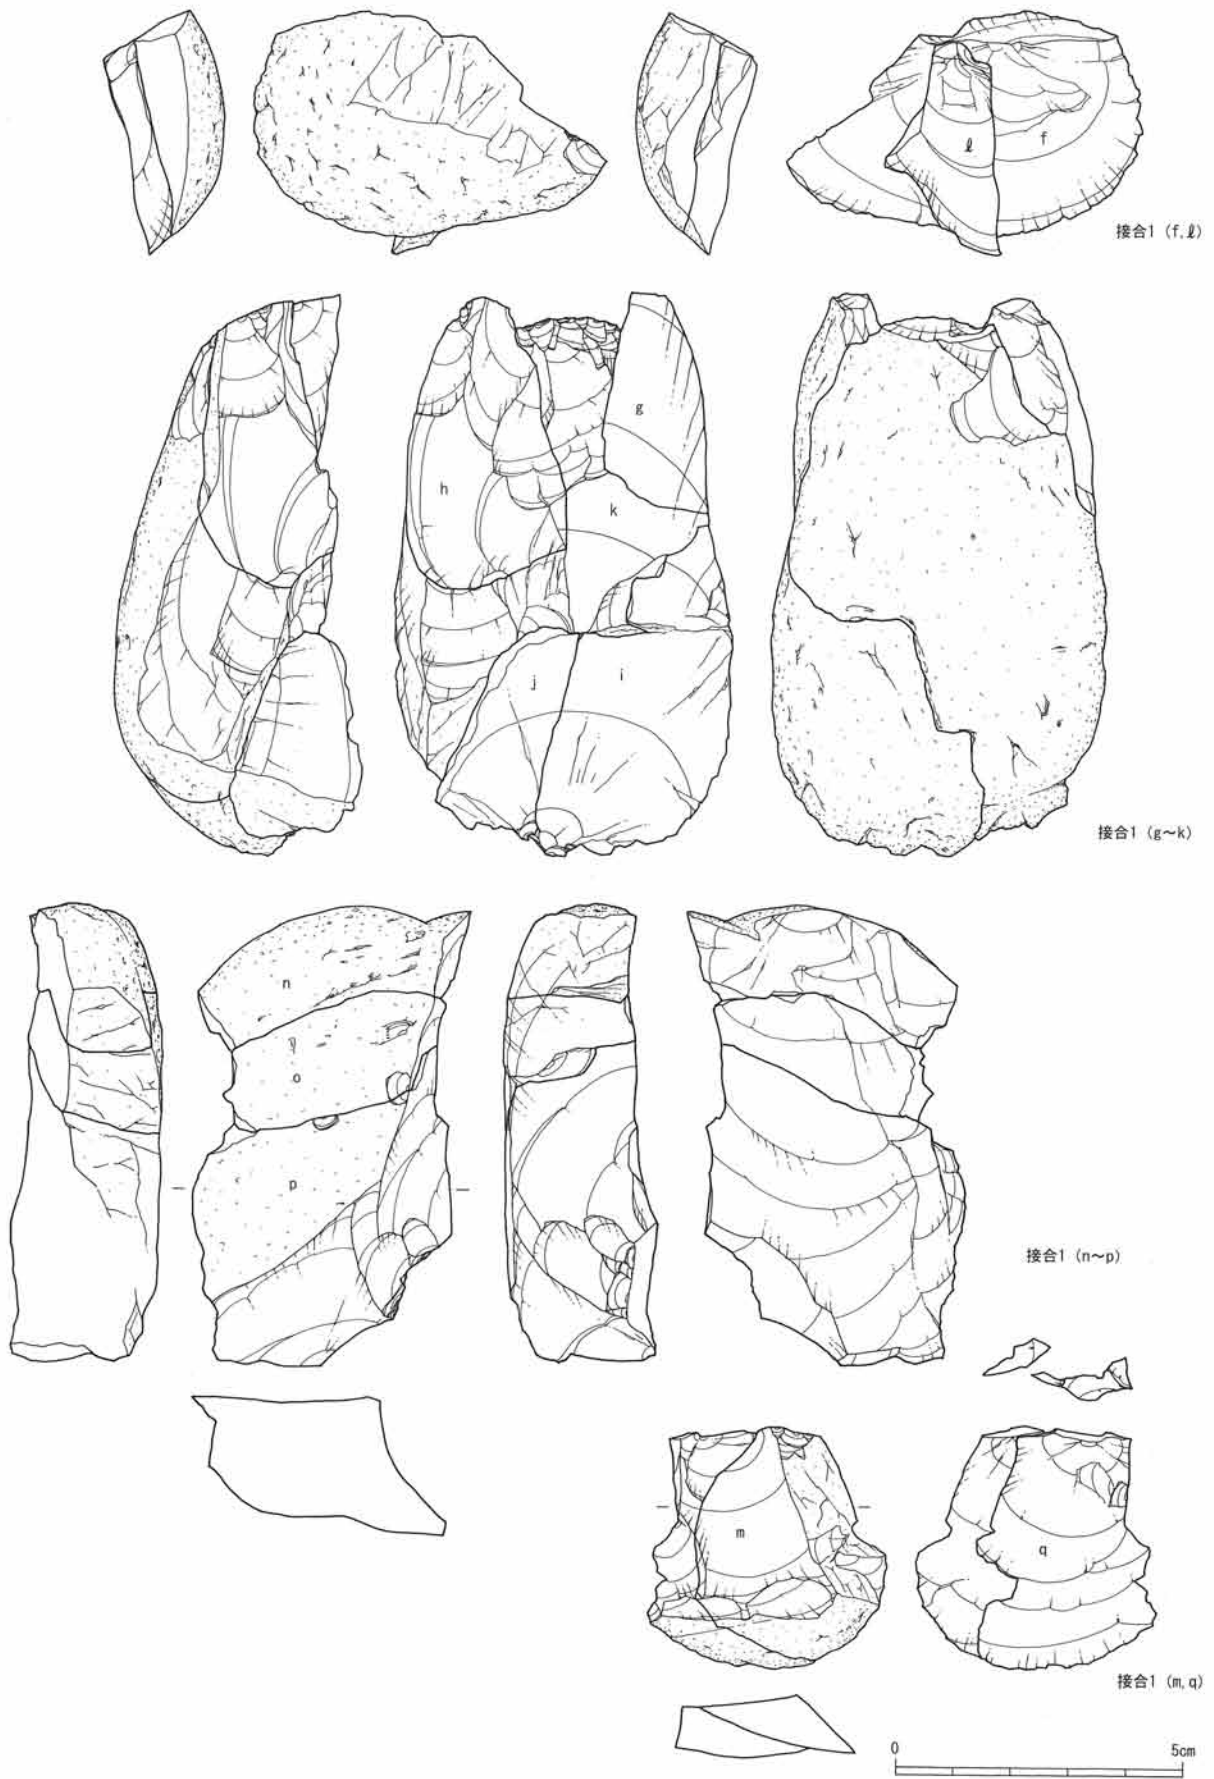 ℓ f
接合1 (f,ℓ)
g
h
k
j i
接合1 (g~k)
n
o
p
接合1 (n~p)
m q
接合1 (m,q)
0 5cm